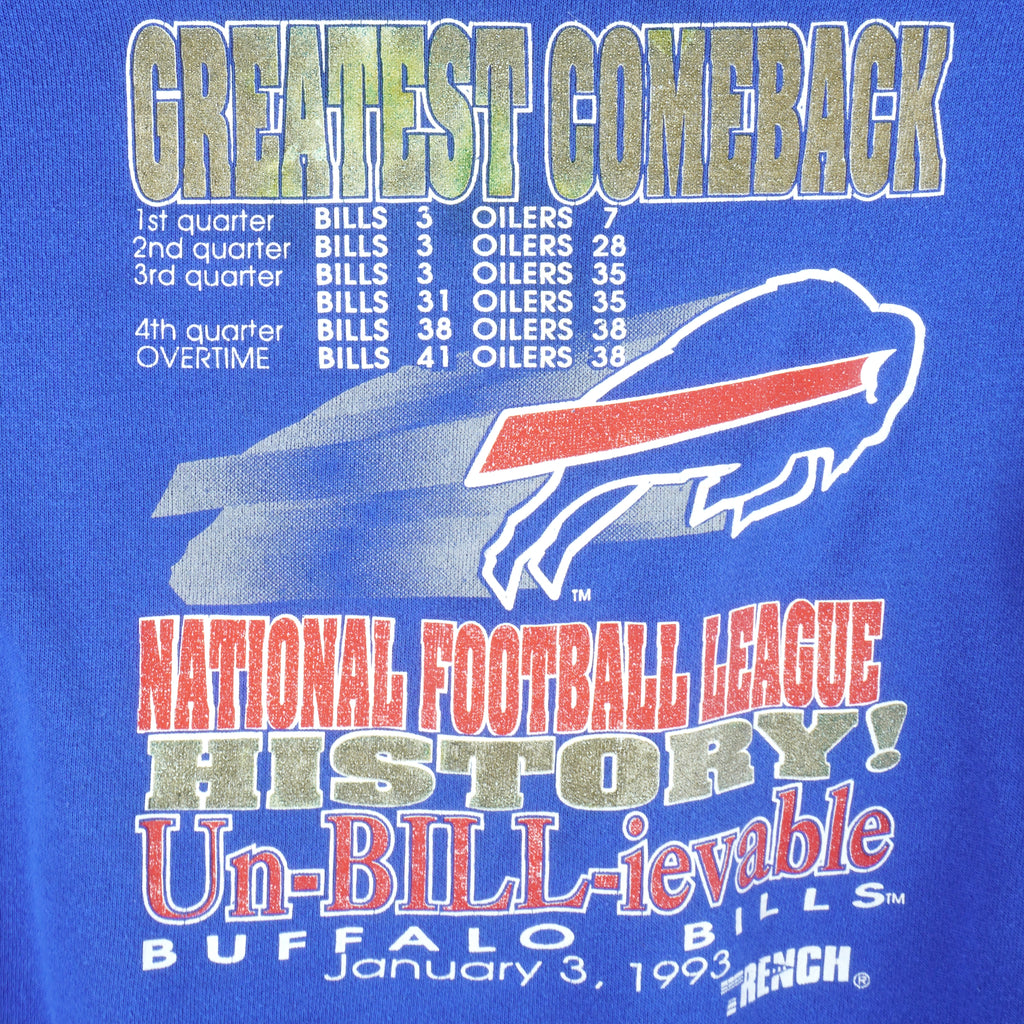 GREATEST COMEBACK
1st quarter BILLS 3 OILERS 7
2nd quarter BILLS 3 OILERS 28
3rd quarter BILLS 3 OILERS 35
BILLS 31 OILERS 35
4th quarter BILLS 38 OILERS 38
OVERTIME BILLS 41 OILERS 38
TM
NATIONAL FOOTBALL LEAGUE
HISTORY!
Un-BILL-ievable
BUFFALO BILLS™
January 3, 1993
TRENCH®